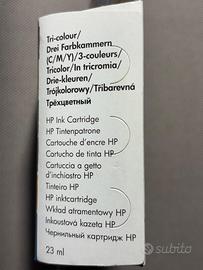 Tri-colour/
Drei Farbkammern
(C/M/Y)/3-couleurs/
Tricolor/In tricromia/
Drie-kleuren/
Trójkolorowy/Tříbarevná
Трёхцветный
HP Ink Cartridge
HP Tintenpatrone
Cartouche d'encre HP
Cartucho de tinta HP
Cartuccia a getto
d'inchiostro HP
Tinteiro HP
HP inktcartridge
Wkład atramentowy HP
Inkoustová kazeta HP
Чернильный картридж HP
23 ml
subito